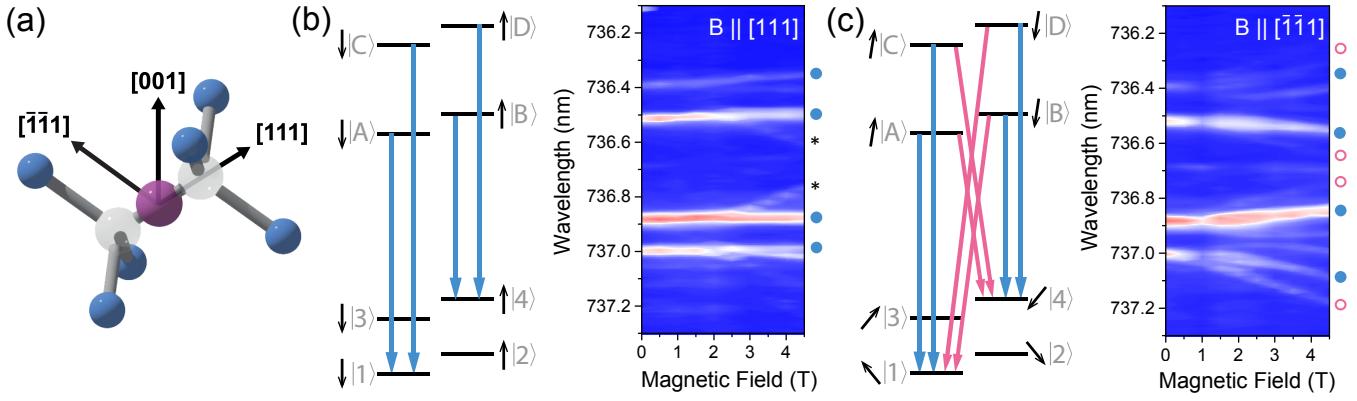 (a)
[001]
[1̄1̄1]
[111]
(b)
|C⟩
|D⟩
|A⟩
|B⟩
|3⟩
|4⟩
|1⟩
|2⟩
B || [111]
Wavelength (nm)
736.2
736.4
736.6
736.8
737.0
737.2
*
*
0 1 2 3 4
Magnetic Field (T)
(c)
|C⟩
|D⟩
|A⟩
|B⟩
|3⟩
|4⟩
|1⟩
|2⟩
B || [1̄1̄1]
Wavelength (nm)
736.2
736.4
736.6
736.8
737.0
737.2
0 1 2 3 4
Magnetic Field (T)